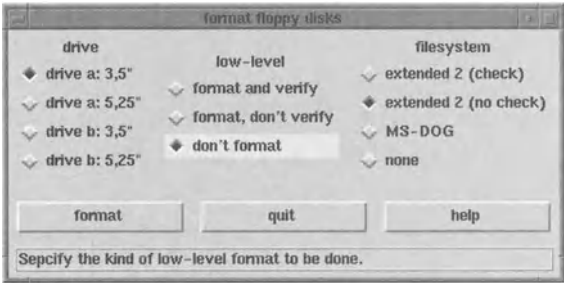 format floppy disks
drive
drive a: 3,5"
drive a: 5,25"
drive b: 3,5"
drive b: 5,25"
low-level
format and verify
format, don't verify
don't format
filesystem
extended 2 (check)
extended 2 (no check)
MS-DOG
none
format
quit
help
Sepcify the kind of low-level format to be done.